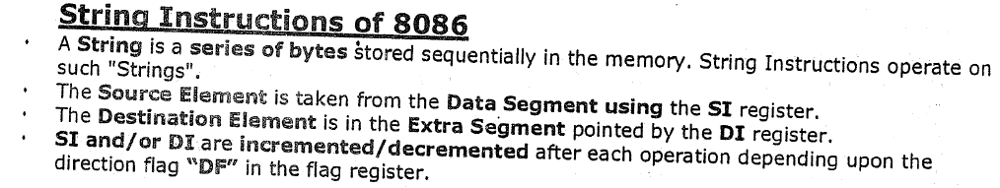 String Instructions of 8086
• A String is a series of bytes stored sequentially in the memory. String Instructions operate on
such "Strings".
• The Source Element is taken from the Data Segment using the SI register.
• The Destination Element is in the Extra Segment pointed by the DI register.
• SI and/or DI are incremented/decremented after each operation depending upon the
direction flag "DF" in the flag register.